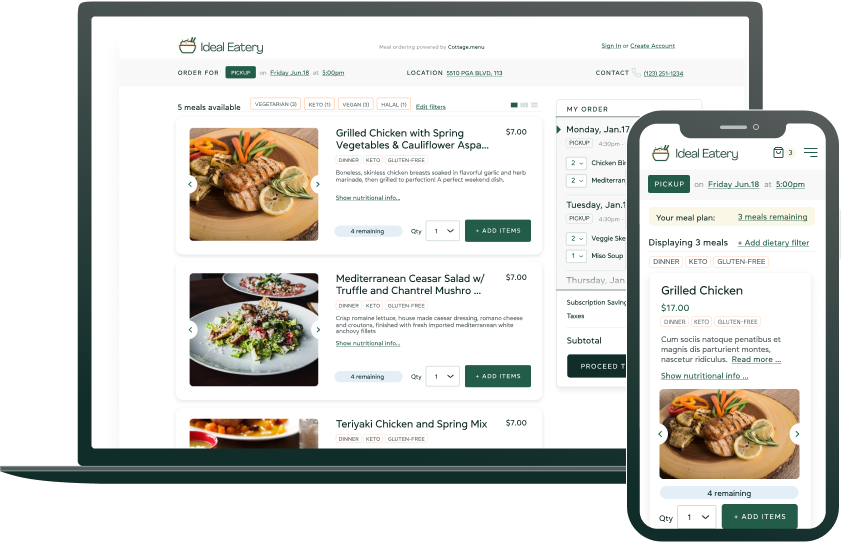 Ideal Eatery
Meal ordering powered by Cottage.menu
Sign In or Create Account
ORDER FOR PICKUP on Friday Jun.18 at 5:00pm
LOCATION 5510 PGA BLVD, 113
CONTACT (123) 251-1234
5 meals available
VEGETARIAN (3) KETO (1) VEGAN (3) HALAL (1) Edit filters
Grilled Chicken with Spring
Vegetables & Cauliflower Aspa...
$7.00
DINNER KETO GLUTEN-FREE
Boneless, skinless chicken breasts soaked in flavorful garlic and herb
marinade, then grilled to perfection! A perfect weekend dish.
Show nutritional info...
4 remaining Qty 1 + ADD ITEMS
Mediterranean Ceasar Salad w/
Truffle and Chantrel Mushro ...
$7.00
DINNER KETO GLUTEN-FREE
Crisp romaine lettuce, house made caesar dressing, romano cheese
and croutons, finished with fresh imported mediterranean white
anchovy fillets
Show nutritional info...
4 remaining Qty 1 + ADD ITEMS
Teriyaki Chicken and Spring Mix
$7.00
DINNER KETO GLUTEN-FREE
MY ORDER
Monday, Jan.17
PICKUP 4:30pm -
2 Chicken Bir
2 Mediterran
Tuesday, Jan.1
PICKUP 4:30pm -
2 Veggie Ske
1 Miso Soup
Thursday, Jan.
Subscription Saving
Taxes
Subtotal
PROCEED T
Ideal Eatery
3
PICKUP on Friday Jun.18 at 5:00pm
Your meal plan: 3 meals remaining
Displaying 3 meals + Add dietary filter
DINNER KETO GLUTEN-FREE
Grilled Chicken
$17.00
DINNER KETO GLUTEN-FREE
Cum sociis natoque penatibus et
magnis dis parturient montes,
nascetur ridiculus. Read more ...
Show nutritional info ...
4 remaining
Qty 1 + ADD ITEMS